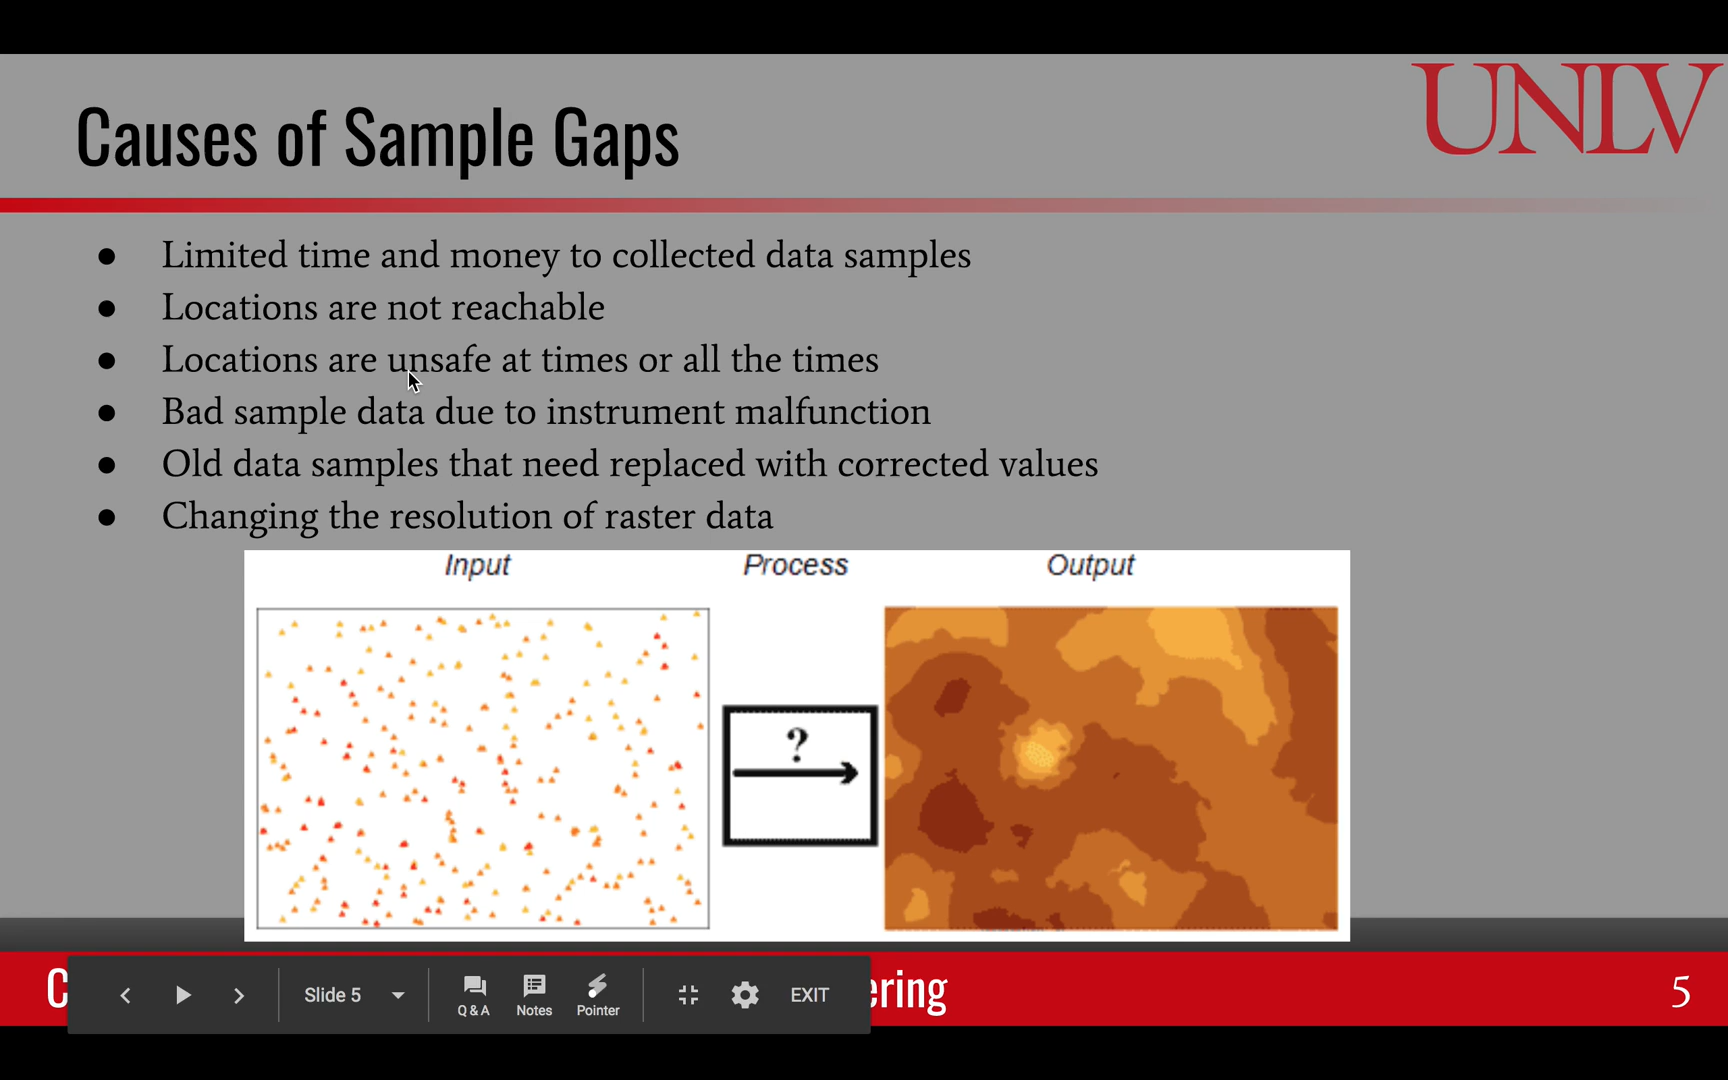 UNLV
Causes of Sample Gaps
● Limited time and money to collected data samples
● Locations are not reachable
● Locations are unsafe at times or all the times
● Bad sample data due to instrument malfunction
● Old data samples that need replaced with corrected values
● Changing the resolution of raster data
Input Process Output
?
C
ering
5
Slide 5
Q & A
Notes
Pointer
EXIT